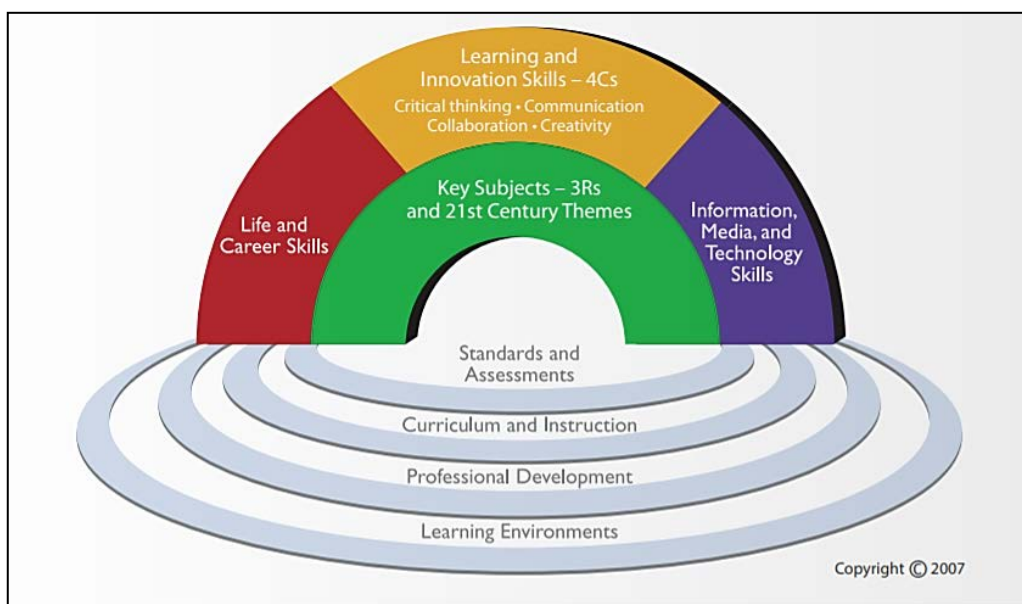 Learning and
Innovation Skills – 4Cs
Critical thinking • Communication
Collaboration • Creativity
Key Subjects – 3Rs
and 21st Century Themes
Life and
Career Skills
Information,
Media, and
Technology
Skills
Standards and
Assessments
Curriculum and Instruction
Professional Development
Learning Environments
Copyright © 2007